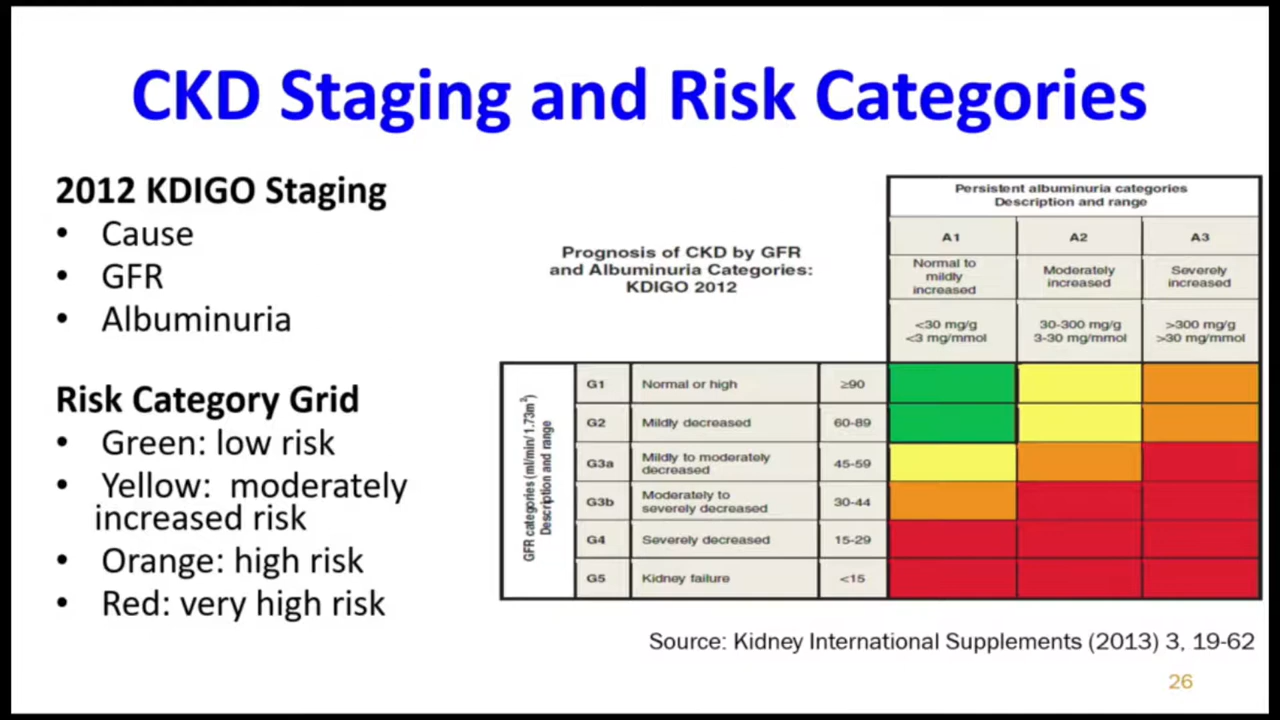 CKD Staging and Risk Categories
2012 KDIGO Staging
• Cause
• GFR
• Albuminuria
Risk Category Grid
• Green: low risk
• Yellow: moderately
increased risk
• Orange: high risk
• Red: very high risk
Prognosis of CKD by GFR
and Albuminuria Categories:
KDIGO 2012
Persistent albuminuria categories
Description and range
A1 A2 A3
Normal to
mildly
increased
Moderately
increased
Severely
increased
<30 mg/g
<3 mg/mmol
30-300 mg/g
3-30 mg/mmol
>300 mg/g
>30 mg/mmol
GFR categories (ml/min/1.73m²)
Description and range
G1 Normal or high ≥90
G2 Mildly decreased 60-89
G3a Mildly to moderately
decreased 45-59
G3b Moderately to
severely decreased 30-44
G4 Severely decreased 15-29
G5 Kidney failure <15
Source: Kidney International Supplements (2013) 3, 19-62
26